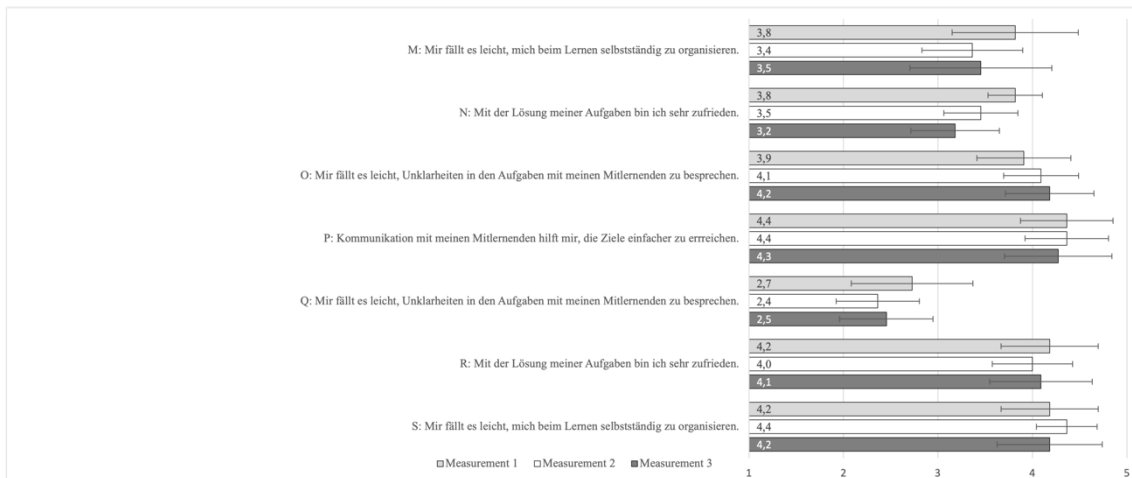 M: Mir fällt es leicht, mich beim Lernen selbstständig zu organisieren.
3,8
3,4
3,5
N: Mit der Lösung meiner Aufgaben bin ich sehr zufrieden.
3,8
3,5
3,2
O: Mir fällt es leicht, Unklarheiten in den Aufgaben mit meinen Mitlernenden zu besprechen.
3,9
4,1
4,2
P: Kommunikation mit meinen Mitlernenden hilft mir, die Ziele einfacher zu errreichen.
4,4
4,4
4,3
Q: Mir fällt es leicht, Unklarheiten in den Aufgaben mit meinen Mitlernenden zu besprechen.
2,7
2,4
2,5
R: Mit der Lösung meiner Aufgaben bin ich sehr zufrieden.
4,2
4,0
4,1
S: Mir fällt es leicht, mich beim Lernen selbstständig zu organisieren.
4,2
4,4
4,2
Measurement 1 Measurement 2 Measurement 3
1 2 3 4 5